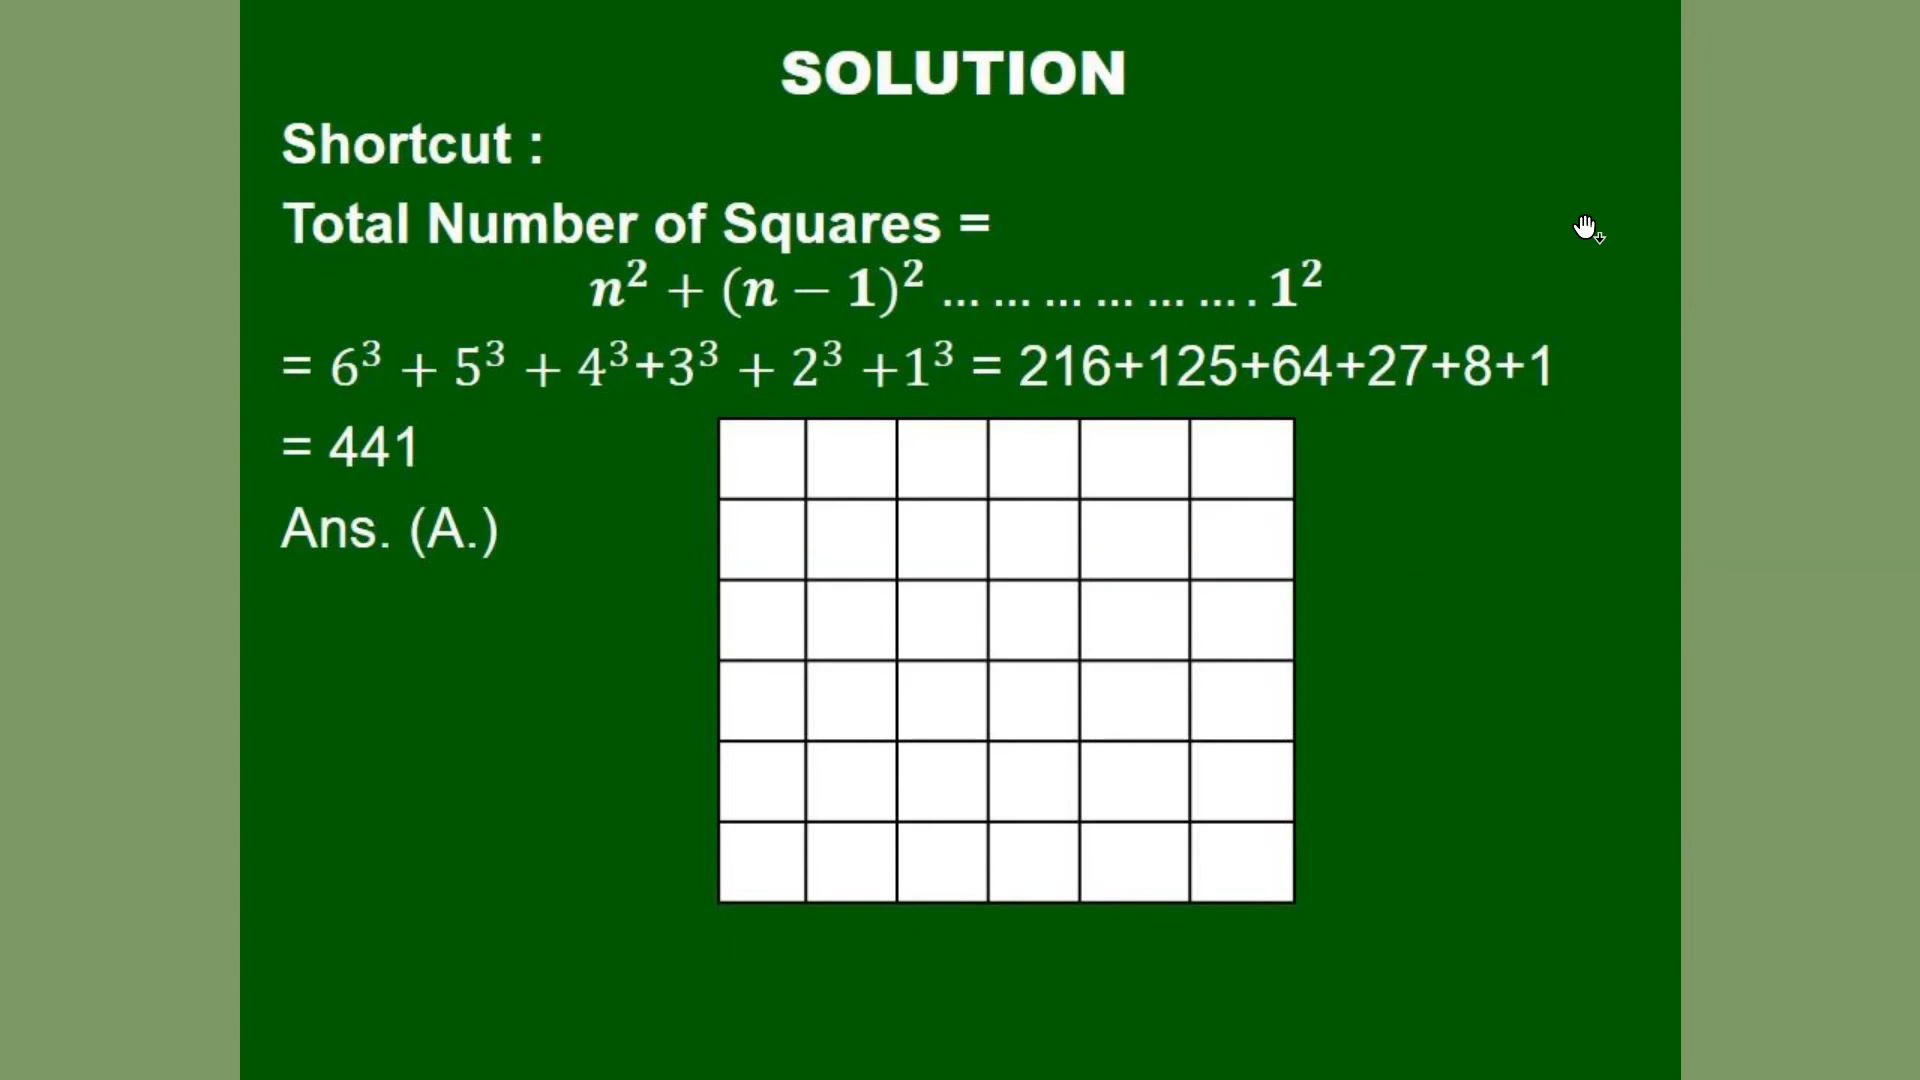 SOLUTION
Shortcut :
Total Number of Squares =
n² + (n − 1)² … … … … … … . 1²
= 6³ + 5³ + 4³+3³ + 2³ +1³ = 216+125+64+27+8+1
= 441
Ans. (A.)